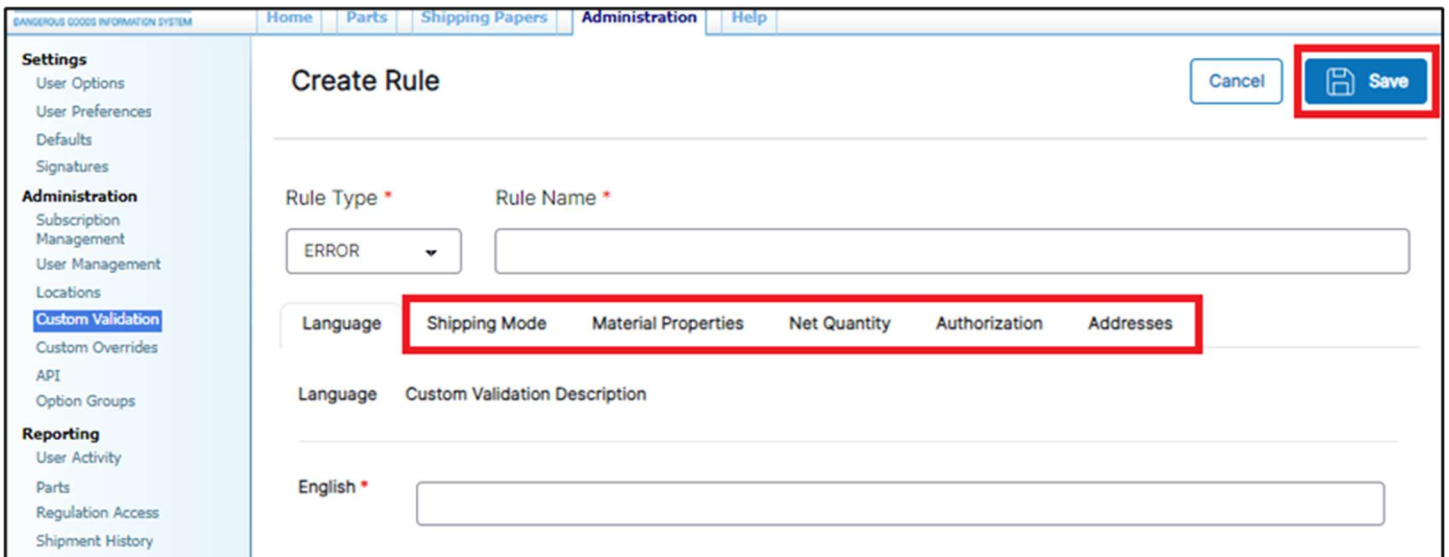 DANGEROUS GOODS INFORMATION SYSTEM
Home Parts Shipping Papers Administration Help
Settings
User Options
User Preferences
Defaults
Signatures
Administration
Subscription
Management
User Management
Locations
Custom Validation
Custom Overrides
API
Option Groups
Reporting
User Activity
Parts
Regulation Access
Shipment History
Create Rule
Cancel
Save
Rule Type *
Rule Name *
ERROR
Language Shipping Mode Material Properties Net Quantity Authorization Addresses
Language Custom Validation Description
English *